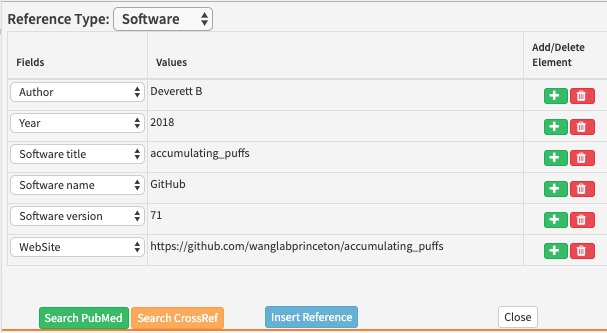 Reference Type: Software
Fields Values Add/Delete Element
Author Deverett B
Year 2018
Software title accumulating_puffs
Software name GitHub
Software version 71
WebSite https://github.com/wanglabprinceton/accumulating_puffs
Search PubMed Search CrossRef Insert Reference Close